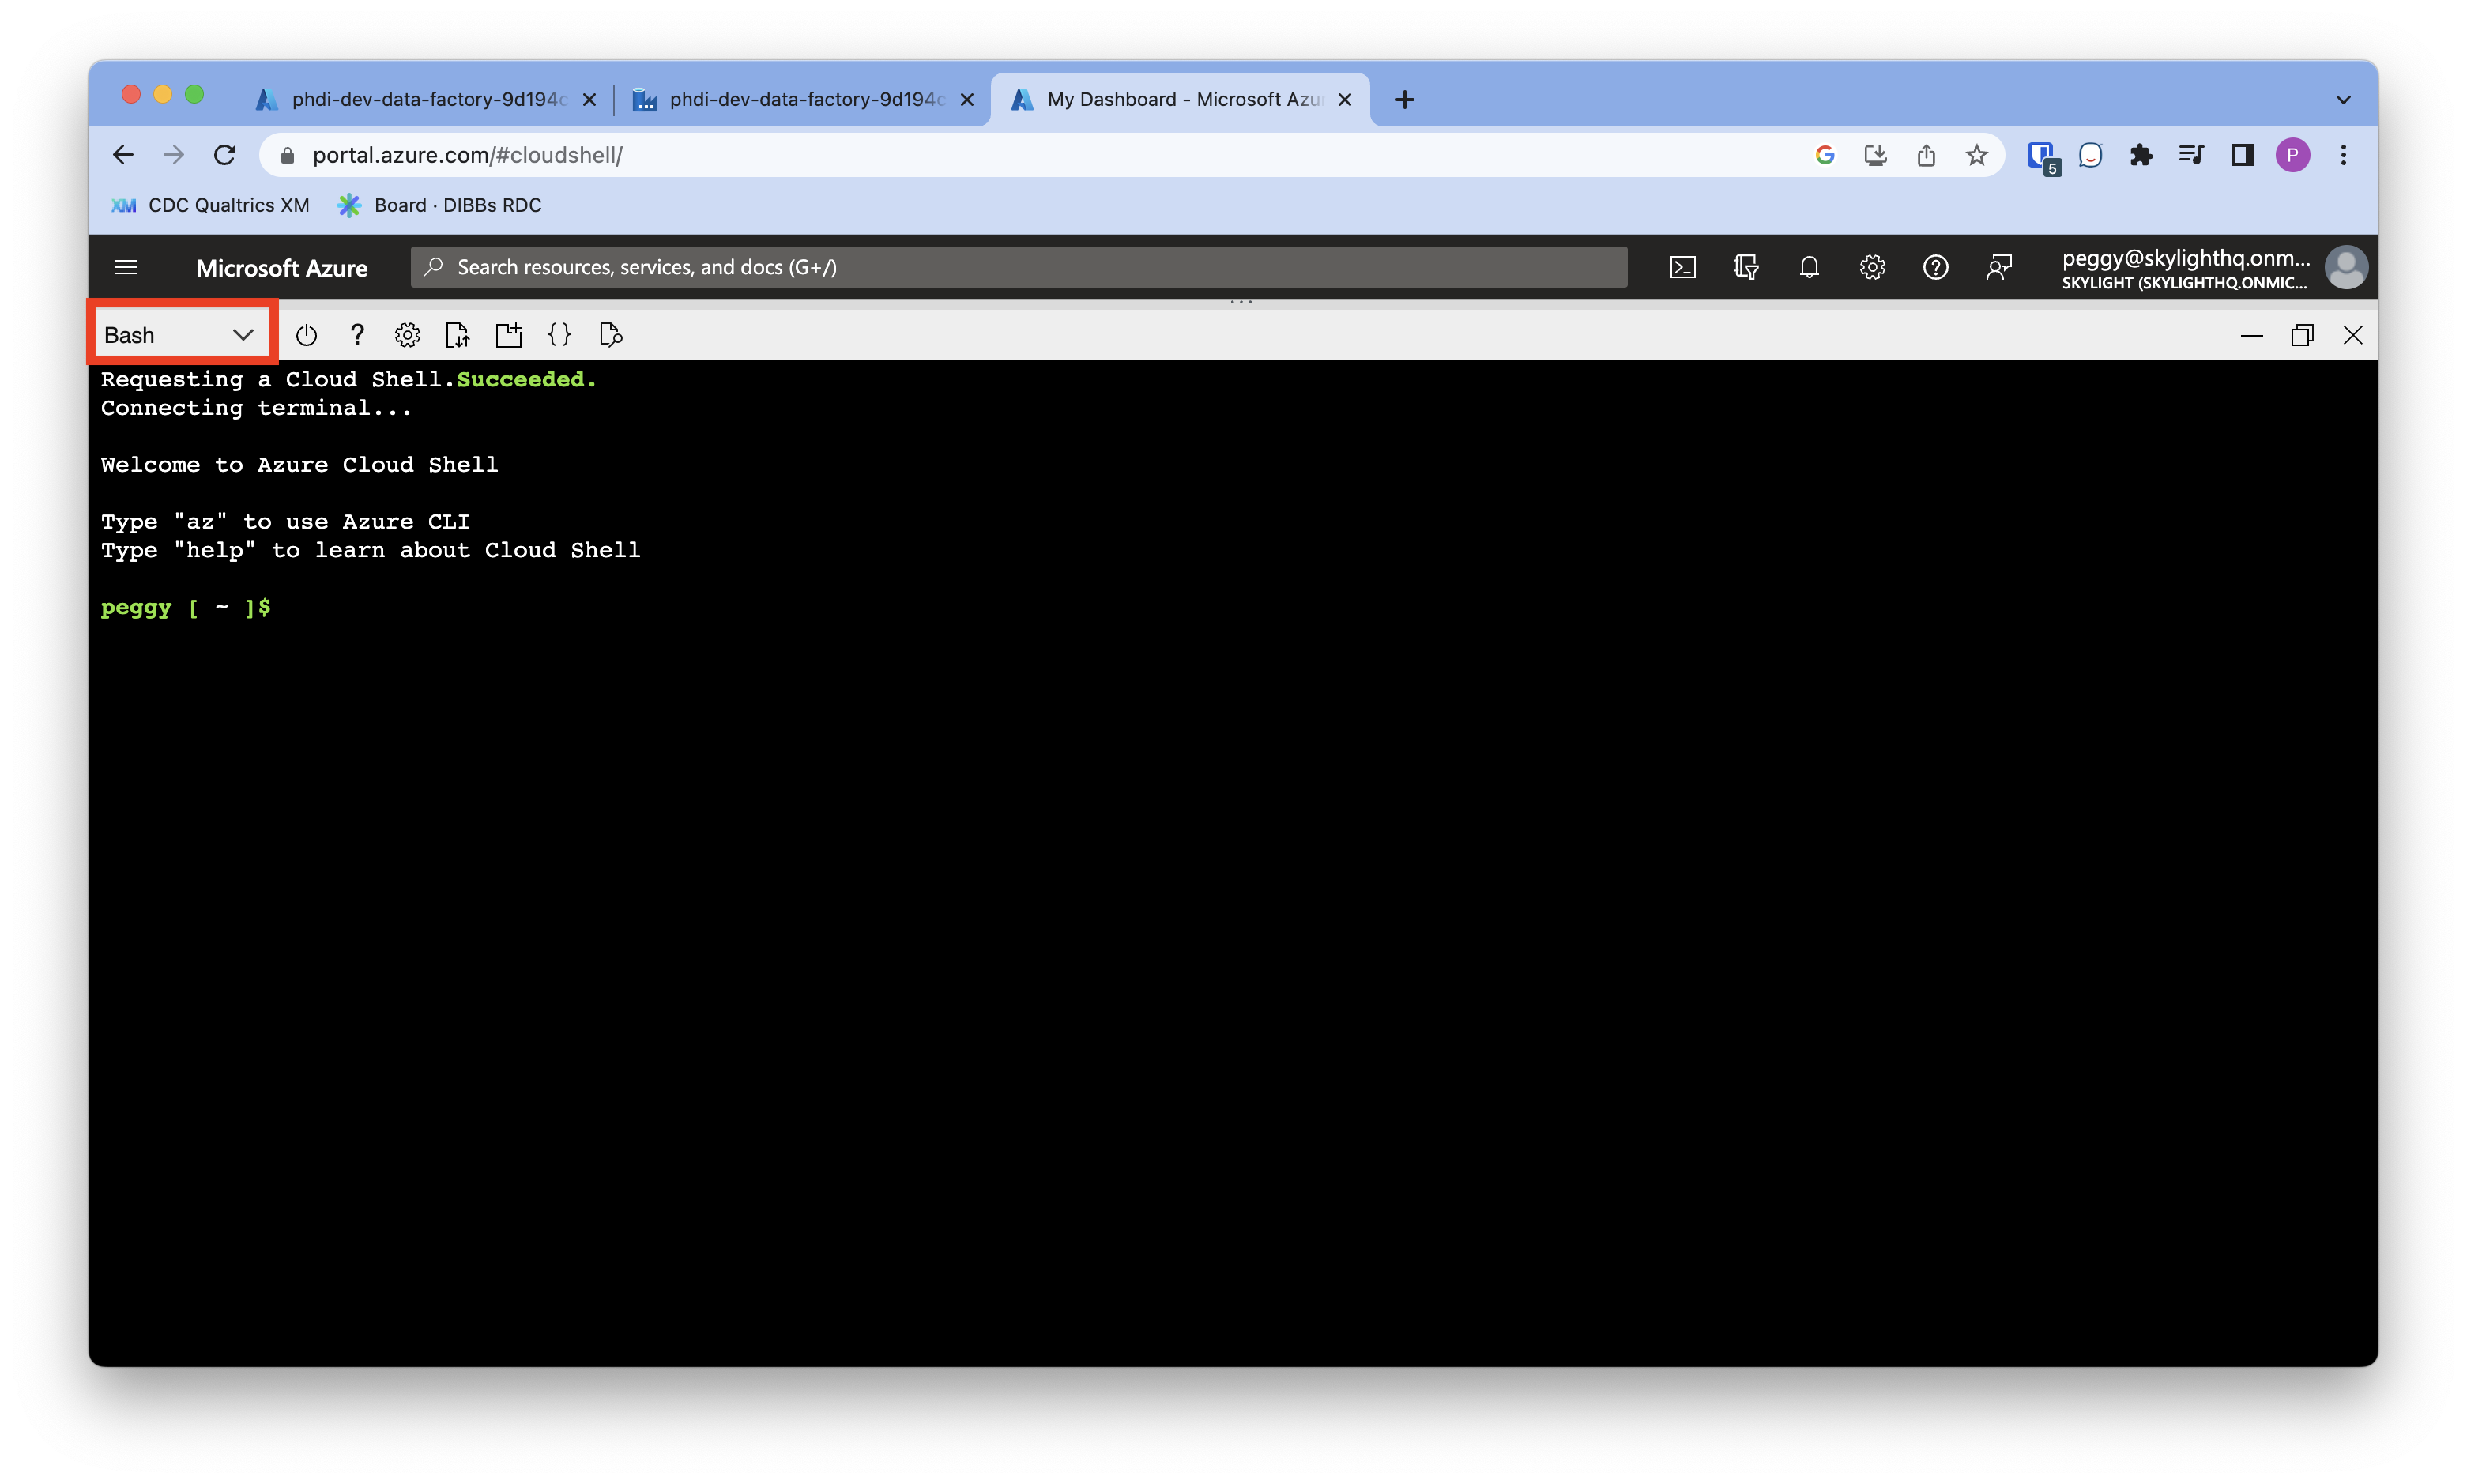 phdi-dev-data-factory-9d194c
phdi-dev-data-factory-9d194c
My Dashboard - Microsoft Azu
portal.azure.com/#cloudshell/
5
P
XM CDC Qualtrics XM
Board · DIBBs RDC
Microsoft Azure
Search resources, services, and docs (G+/)
peggy@skylighthq.onm...
SKYLIGHT (SKYLIGHTHQ.ONMIC...
Bash
Requesting a Cloud Shell.Succeeded.
Connecting terminal...
Welcome to Azure Cloud Shell
Type "az" to use Azure CLI
Type "help" to learn about Cloud Shell
peggy [ ~ ]$